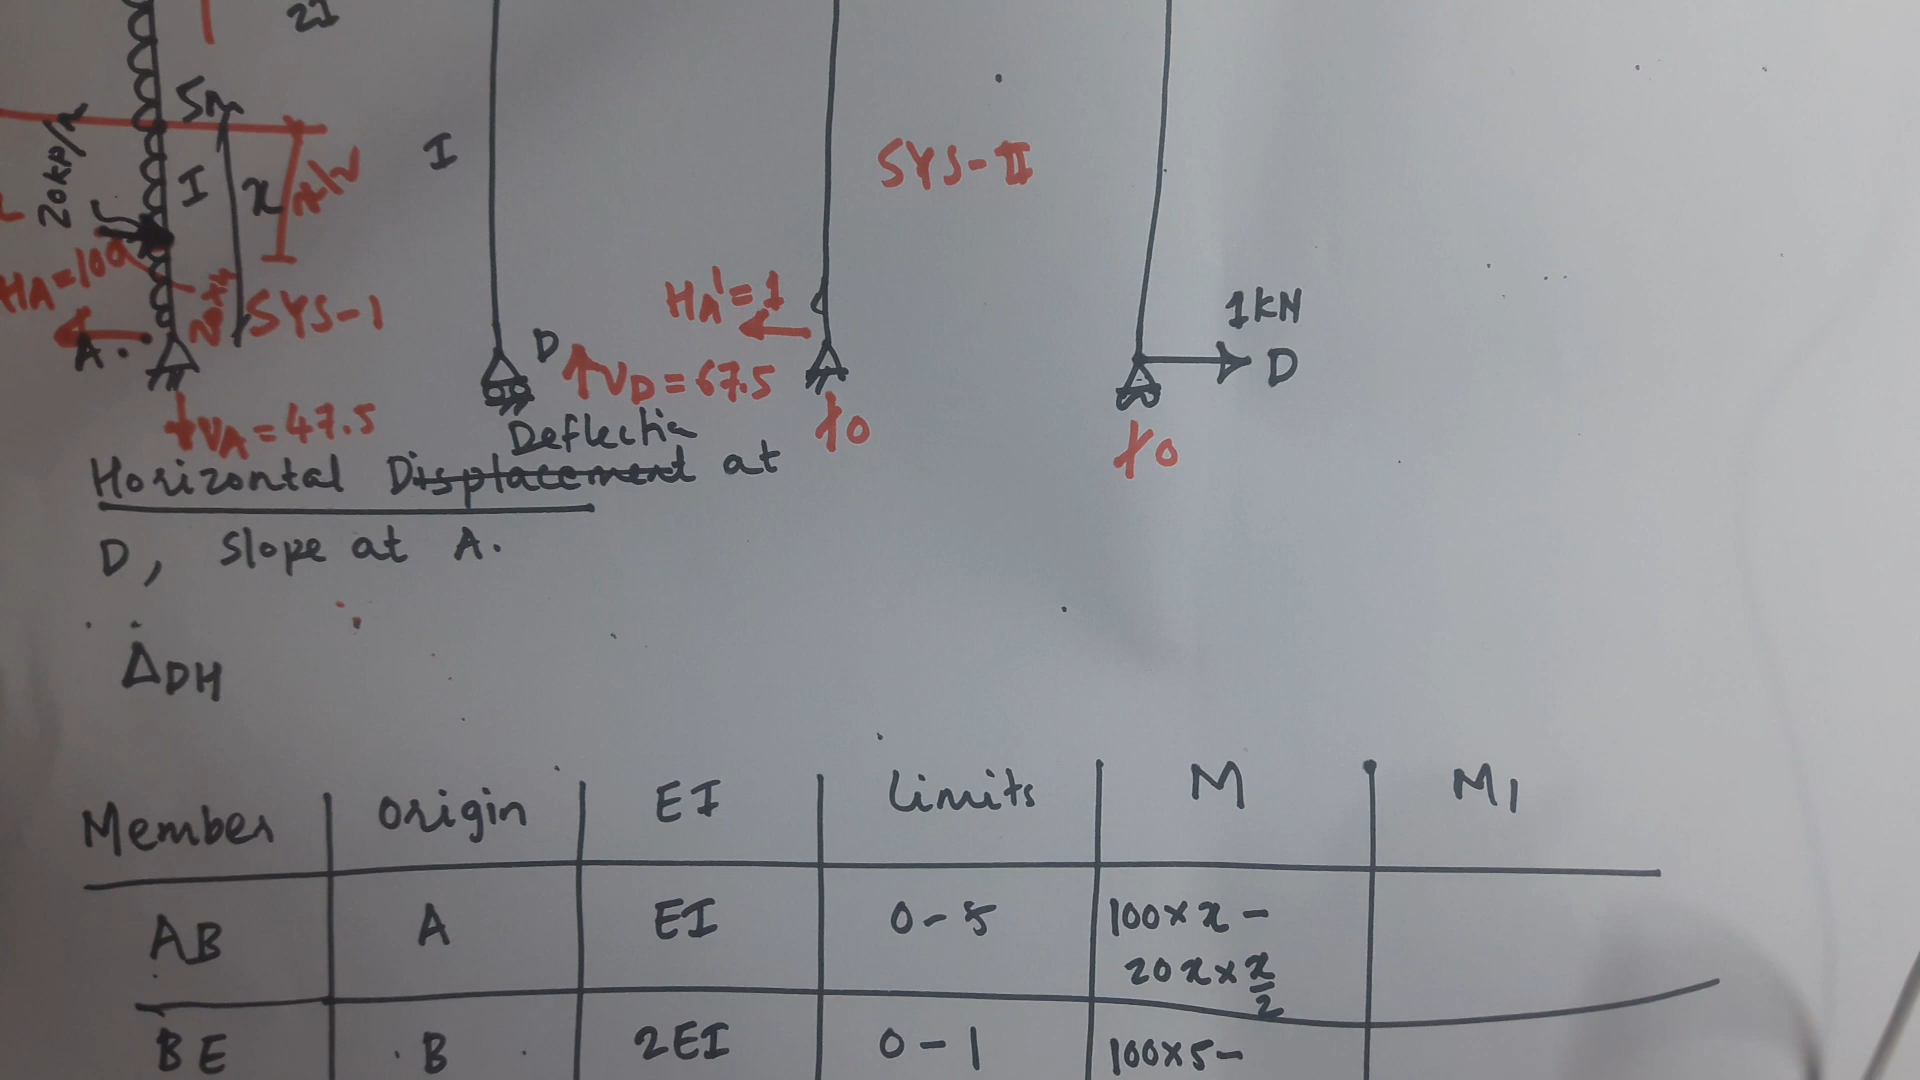 2I
5m
I
20kN/
I
x
x/2
SYS-II
HA=100
SYS-1
A
VA=47.5
D
VD=67.5
HA'=1
0
1kN
D
0
Deflectin
Horizontal Displacement at
D, Slope at A.
ΔDH
Member Origin EI Limits M M1
AB A EI 0-5 100×x-
20x×x/2
BE B 2EI 0-1 100×5-